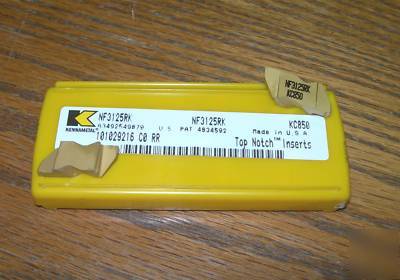 NF3125RK
KC850
KENNAMETAL
NF3125RK NF3125RK KC850
U.S. PAT 4834592 Made in U.S.A
101029216 C0 RR Top Notch™ Inserts